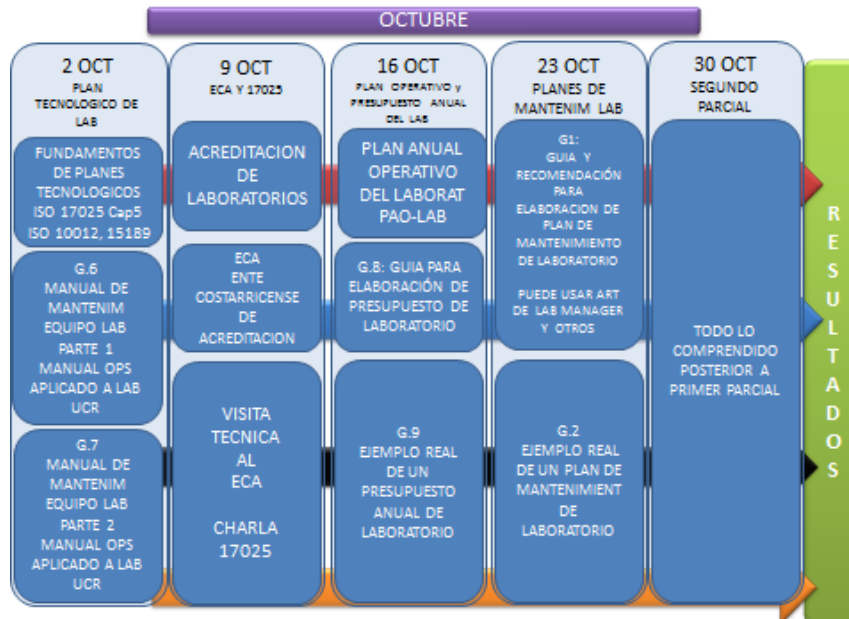 OCTUBRE
2 OCT
PLAN
TECNOLOGICO DE
LAB
FUNDAMENTOS
DE PLANES
TECNOLOGICOS
ISO 17025 Cap5
ISO 10012, 15189
G.6
MANUAL DE
MANTENIM
EQUIPO LAB
PARTE 1
MANUAL OPS
APLICADO A LAB
UCR
G.7
MANUAL DE
MANTENIM
EQUIPO LAB
PARTE 2
MANUAL OPS
APLICADO A LAB
UCR
9 OCT
ECA Y 17025
ACREDITACION
DE
LABORATORIOS
ECA
ENTE
COSTARRICENSE
DE
ACREDITACION
VISITA
TECNICA
AL
ECA
CHARLA
17025
16 OCT
PLAN OPERATIVO y
PRESUPUESTO ANUAL
DEL LAB
PLAN ANUAL
OPERATIVO
DEL LABORAT
PAO-LAB
G.8: GUIA PARA
ELABORACIÓN DE
PRESUPUESTO DE
LABORATORIO
G.9
EJEMPLO REAL
DE UN
PRESUPUESTO
ANUAL DE
LABORATORIO
23 OCT
PLANES DE
MANTENIM LAB
G1:
GUIA Y
RECOMENDACIÓN
PARA
ELABORACION DE
PLAN DE
MANTENIMIENTO
DE LABORATORIO
PUEDE USAR ART
DE LAB MANAGER
Y OTROS
G.2
EJEMPLO REAL
DE UN PLAN DE
MANTENIMIENT
DE
LABORATORIO
30 OCT
SEGUNDO
PARCIAL
TODO LO
COMPRENDIDO
POSTERIOR A
PRIMER PARCIAL
RESULTADOS